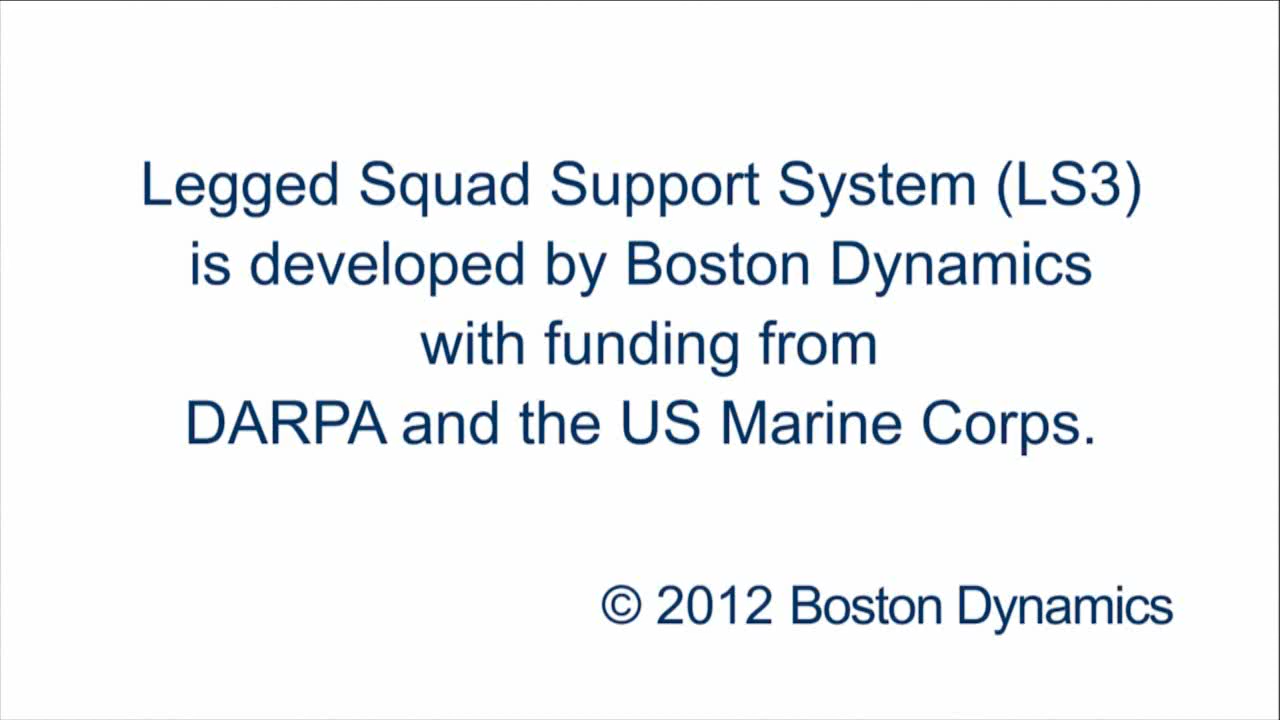 Legged Squad Support System (LS3)
is developed by Boston Dynamics
with funding from
DARPA and the US Marine Corps.
© 2012 Boston Dynamics